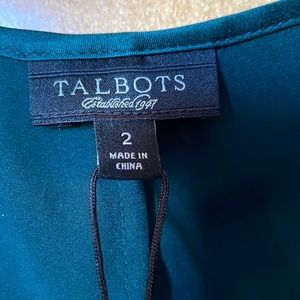 TALBOTS
Established 1947
2
MADE IN
CHINA